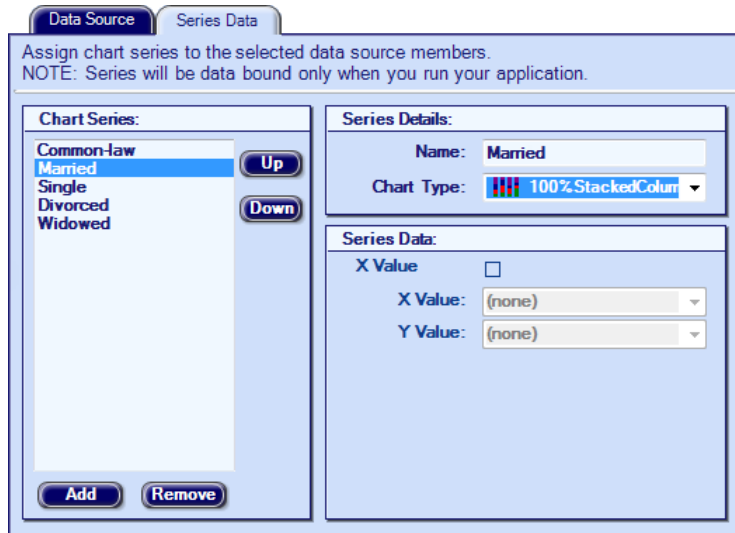 Data Source
Series Data
Assign chart series to the selected data source members.
NOTE: Series will be data bound only when you run your application.
Chart Series:
Common-law
Married
Single
Divorced
Widowed
Up
Down
Add
Remove
Series Details:
Name: Married
Chart Type: 100%StackedColum
Series Data:
X Value
X Value: (none)
Y Value: (none)